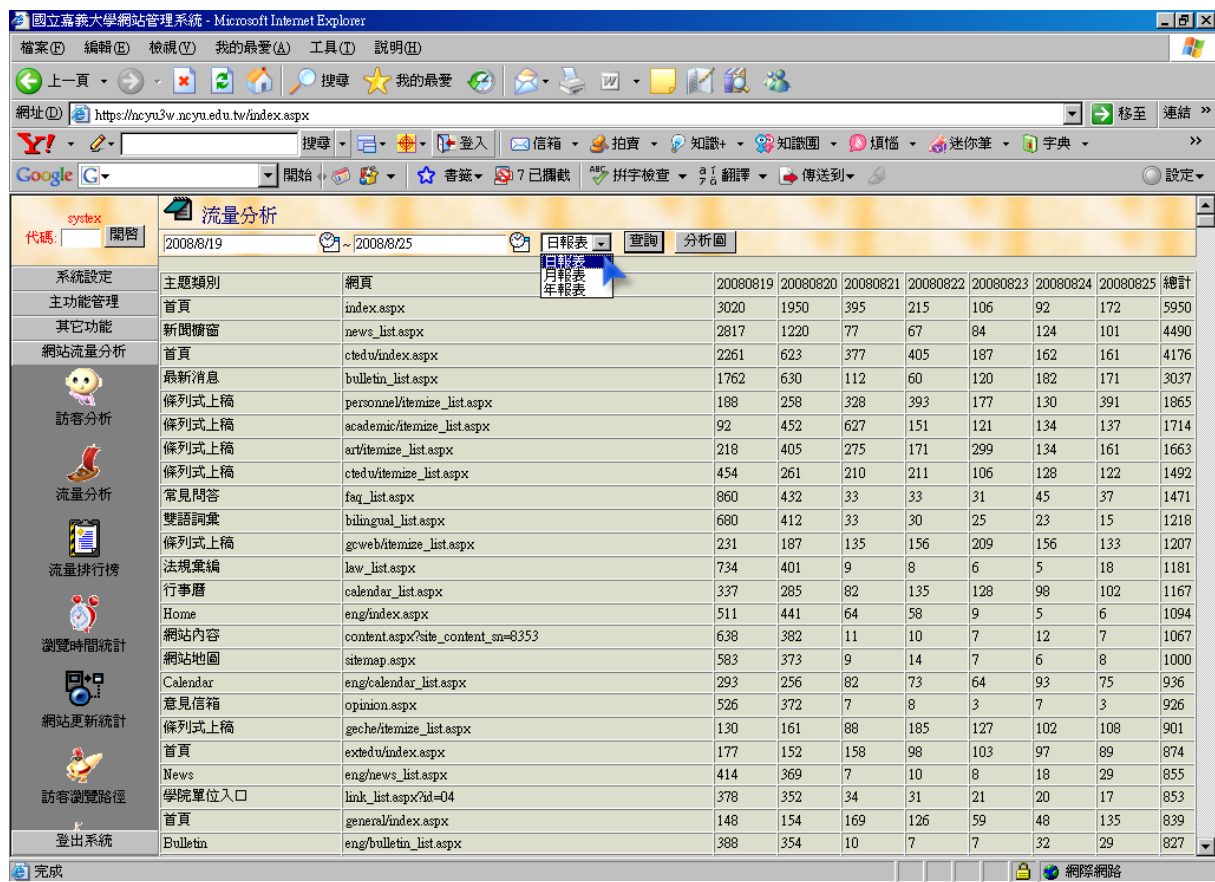 國立嘉義大學網站管理系統 - Microsoft Internet Explorer
檔案(F) 編輯(E) 檢視(V) 我的最愛(A) 工具(T) 說明(H)
上一頁 搜尋 我的最愛
網址(D) https://ncyu3w.ncyu.edu.tw/index.aspx 移至 連結 »
Y! 搜尋 登入 信箱 拍賣 知識+ 知識團 煩惱 迷你筆 字典 »
Google G 開始 書籤 7 已攔截 拼字檢查 翻譯 傳送到 設定
systex
代碼: 開啓
流量分析
2008/8/19 ~ 2008/8/25 日報表 查詢 分析圖
日報表
月報表
年報表
系統設定
主功能管理
其它功能
網站流量分析
訪客分析
流量分析
流量排行榜
瀏覽時間統計
網站更新統計
訪客瀏覽路徑
登出系統
主題類別 網頁 20080819 20080820 20080821 20080822 20080823 20080824 20080825 總計
首頁 index.aspx 3020 1950 395 215 106 92 172 5950
新聞櫥窗 news_list.aspx 2817 1220 77 67 84 124 101 4490
首頁 ctedu/index.aspx 2261 623 377 405 187 162 161 4176
最新消息 bulletin_list.aspx 1762 630 112 60 120 182 171 3037
條列式上稿 personnel/itemize_list.aspx 188 258 328 393 177 130 391 1865
條列式上稿 academic/itemize_list.aspx 92 452 627 151 121 134 137 1714
條列式上稿 art/itemize_list.aspx 218 405 275 171 299 134 161 1663
條列式上稿 ctedu/itemize_list.aspx 454 261 210 211 106 128 122 1492
常見問答 faq_list.aspx 860 432 33 33 31 45 37 1471
雙語詞彙 bilingual_list.aspx 680 412 33 30 25 23 15 1218
條列式上稿 gcweb/itemize_list.aspx 231 187 135 156 209 156 133 1207
法規彙編 law_list.aspx 734 401 9 8 6 5 18 1181
行事曆 calendar_list.aspx 337 285 82 135 128 98 102 1167
Home eng/index.aspx 511 441 64 58 9 5 6 1094
網站內容 content.aspx?site_content_sn=8353 638 382 11 10 7 12 7 1067
網站地圖 sitemap.aspx 583 373 9 14 7 6 8 1000
Calendar eng/calendar_list.aspx 293 256 82 73 64 93 75 936
意見信箱 opinion.aspx 526 372 7 8 3 7 3 926
條列式上稿 geche/itemize_list.aspx 130 161 88 185 127 102 108 901
首頁 extedu/index.aspx 177 152 158 98 103 97 89 874
News eng/news_list.aspx 414 369 7 10 8 18 29 855
學院單位入口 link_list.aspx?id=04 378 352 34 31 21 20 17 853
首頁 general/index.aspx 148 154 169 126 59 48 135 839
Bulletin eng/bulletin_list.aspx 388 354 10 7 7 32 29 827
完成 網際網路